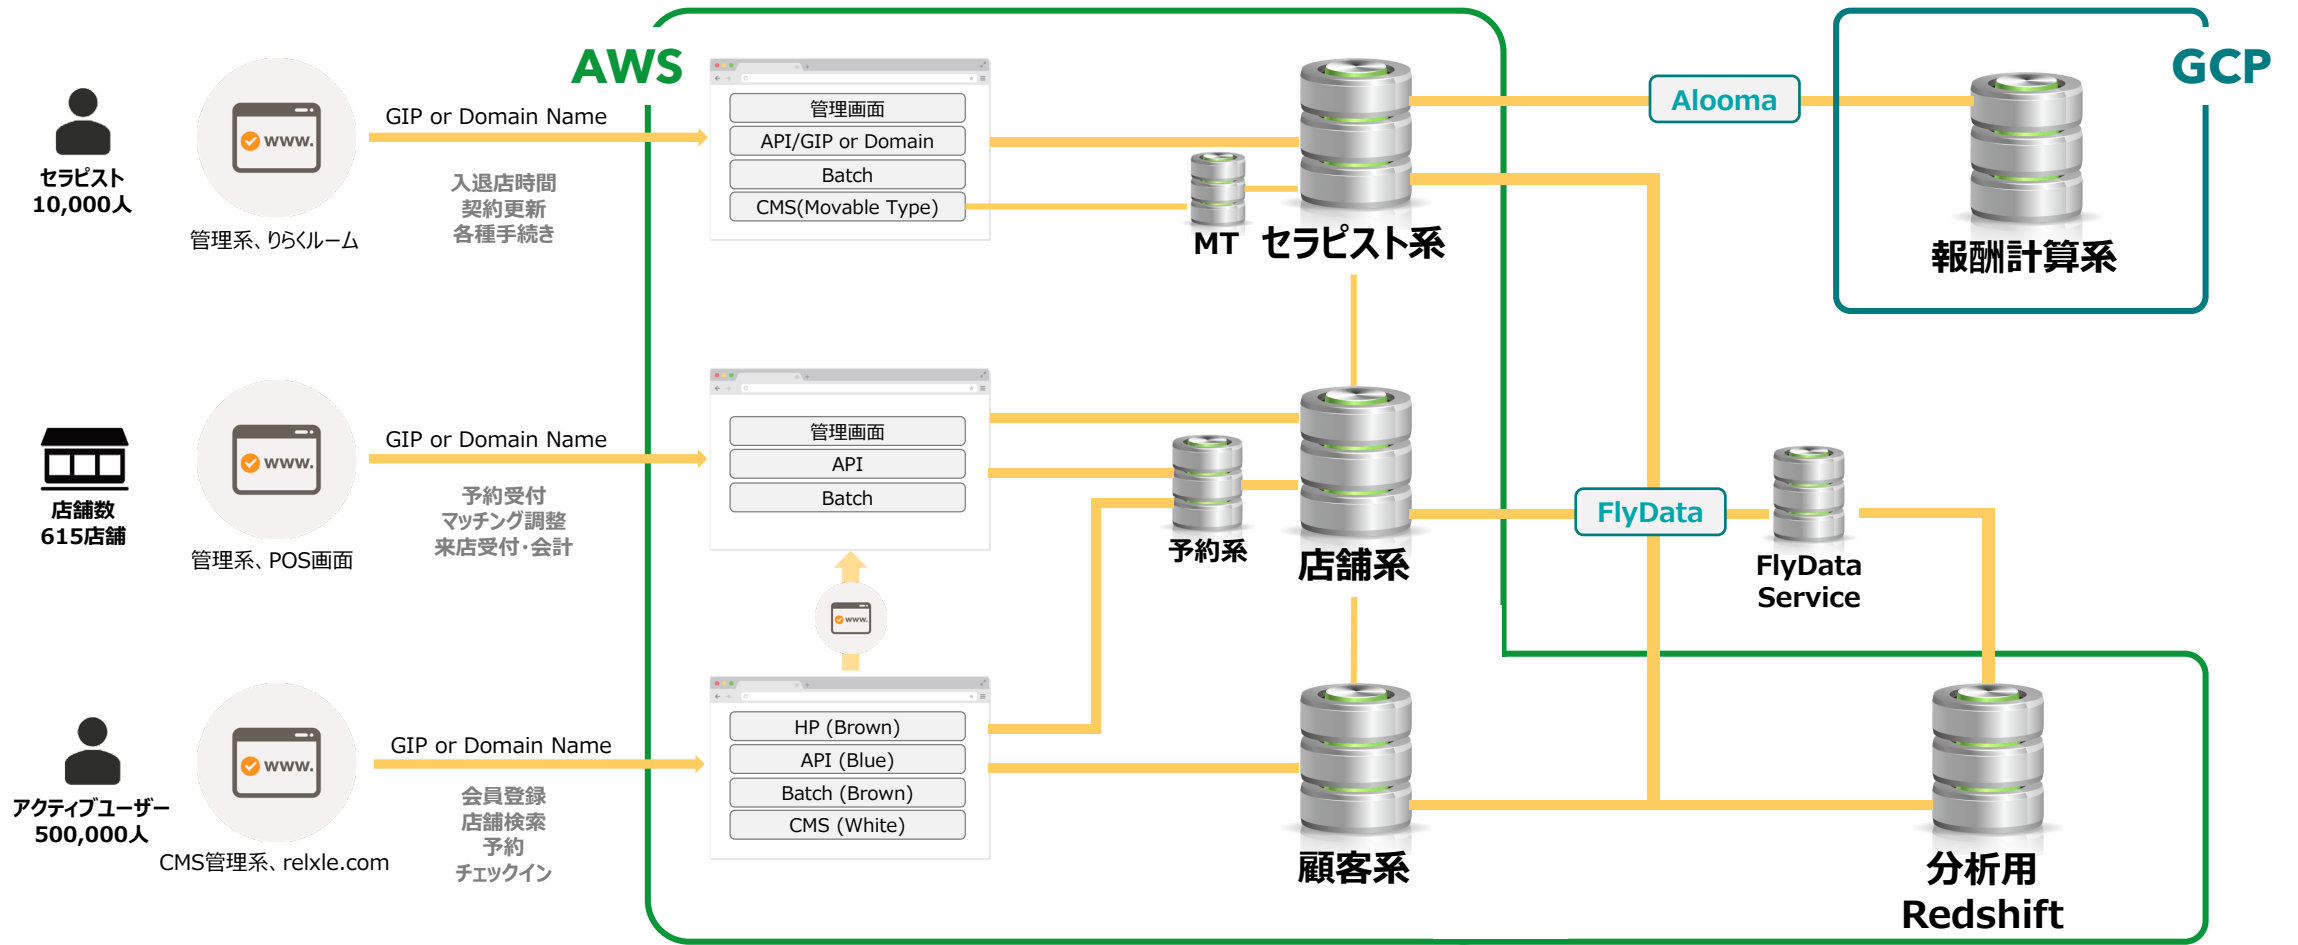 AWS
GCP
セラピスト
10,000人
www.
管理系、りらくルーム
GIP or Domain Name
入退店時間
契約更新
各種手続き
管理画面
API/GIP or Domain
Batch
CMS(Movable Type)
MT
セラピスト系
Alooma
報酬計算系
店舗数
615店舗
www.
管理系、POS画面
GIP or Domain Name
予約受付
マッチング調整
来店受付・会計
管理画面
API
Batch
予約系
店舗系
FlyData
FlyData
Service
www.
アクティブユーザー
500,000人
www.
CMS管理系、relxle.com
GIP or Domain Name
会員登録
店舗検索
予約
チェックイン
HP (Brown)
API (Blue)
Batch (Brown)
CMS (White)
顧客系
分析用
Redshift